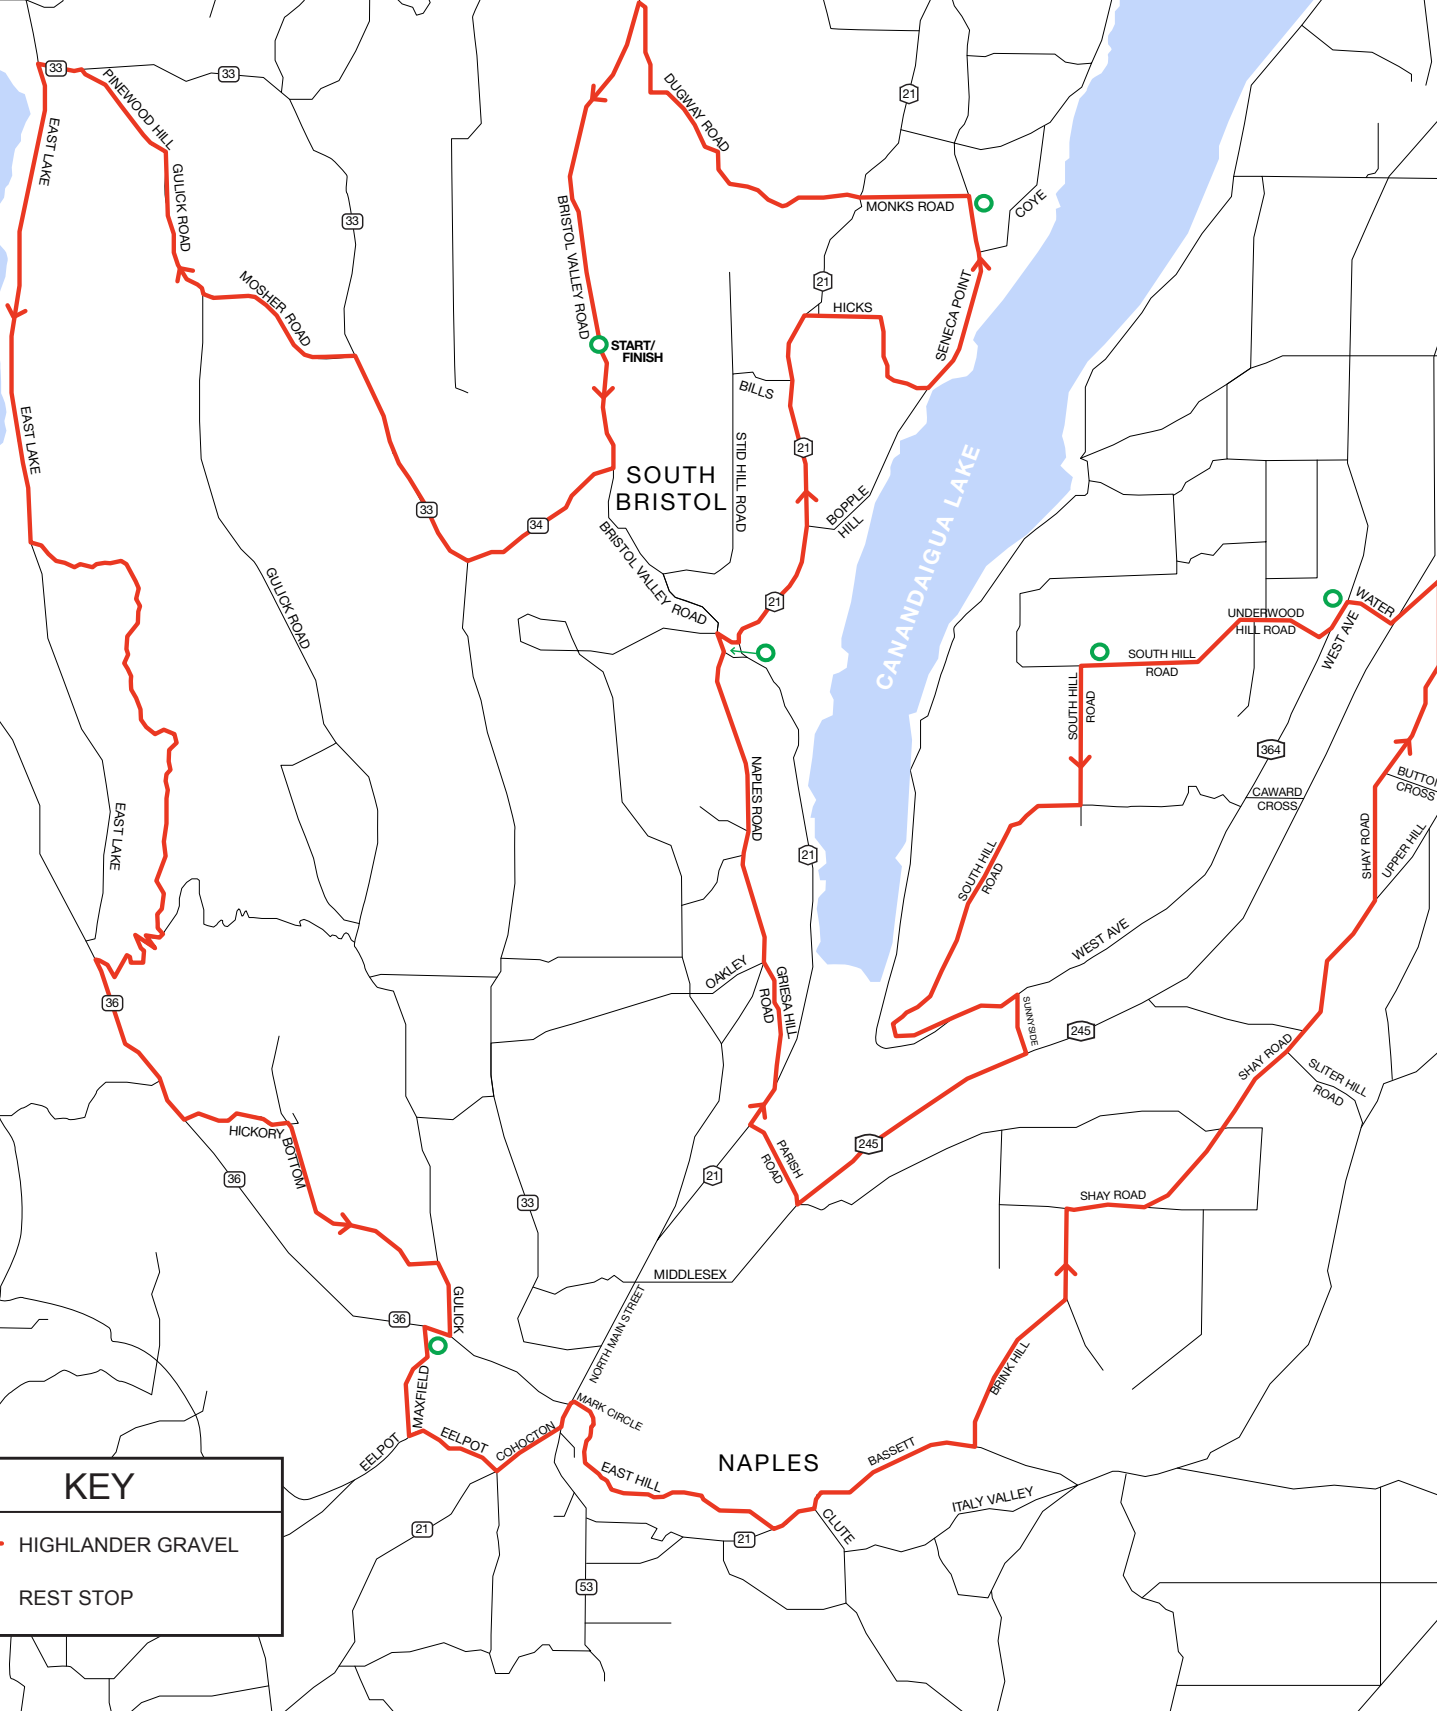 33
33
PINEWOOD HILL
EAST LAKE
GULICK ROAD
33
MOSHER ROAD
EAST LAKE
BRISTOL VALLEY ROAD
START/
FINISH
DUGWAY ROAD
21
MONKS ROAD
COYE
21
HICKS
SENECA POINT
BILLS
STID HILL ROAD
21
SOUTH
BRISTOL
33
34
BRISTOL VALLEY ROAD
BOPPLE
HILL
21
CANANDAIGUA LAKE
GULICK ROAD
UNDERWOOD
HILL ROAD
WATER
WEST AVE
SOUTH HILL
ROAD
SOUTH HILL
ROAD
364
CAWARD
CROSS
CROSS
SHAY ROAD
UPPER HILL
NAPLES ROAD
21
EAST LAKE
SOUTH HILL
ROAD
WEST AVE
OAKLEY
GRIESA HILL
ROAD
SUNNYSIDE
245
36
SHAY ROAD
SLITER HILL
ROAD
HICKORY
BOTTOM
36
245
PARISH
ROAD
21
33
SHAY ROAD
MIDDLESEX
NORTH MAIN STREET
36
GULICK
MAXFIELD
BRINK HILL
MARK CIRCLE
EELPOT
EELPOT
COHOCTON
EAST HILL
NAPLES
BASSETT
ITALY VALLEY
CLUTE
21
21
53
KEY
HIGHLANDER GRAVEL
REST STOP